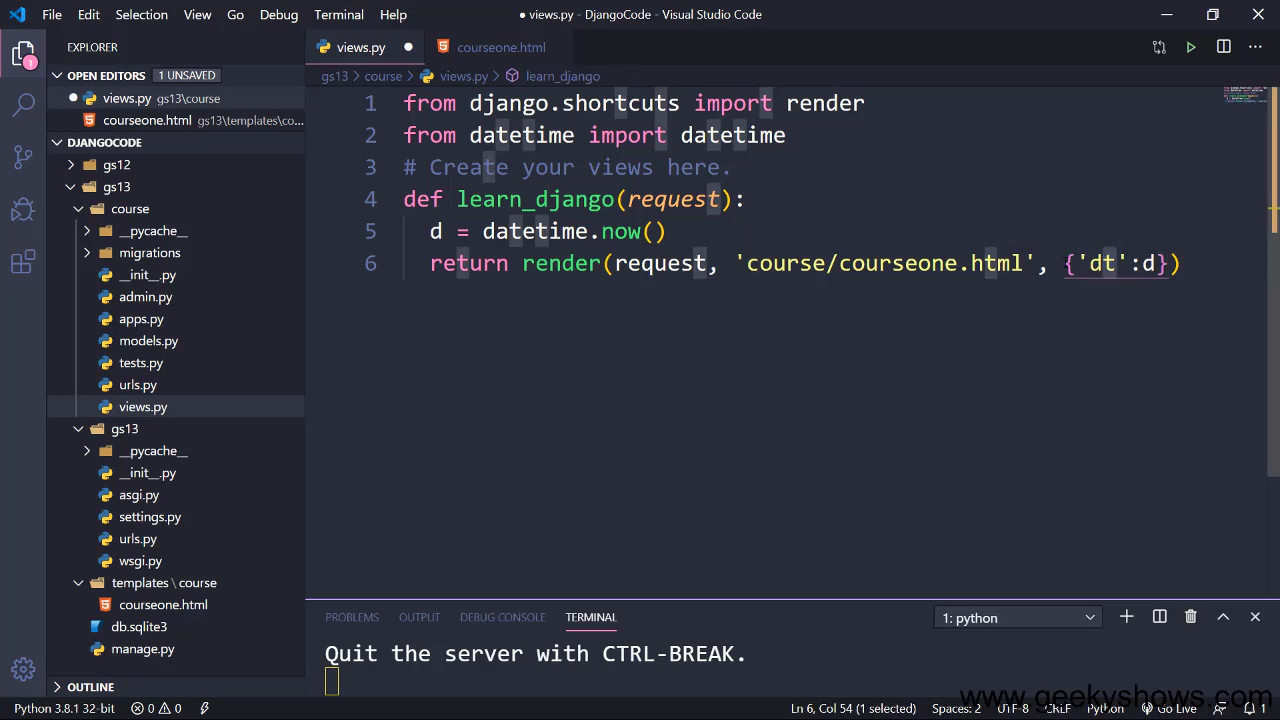 File Edit Selection View Go Debug Terminal Help
● views.py - DjangoCode - Visual Studio Code
EXPLORER
OPEN EDITORS 1 UNSAVED
views.py gs13\course
courseone.html gs13\templates\co...
DJANGOCODE
gs12
gs13
course
__pycache__
migrations
__init__.py
admin.py
apps.py
models.py
tests.py
urls.py
views.py
gs13
__pycache__
__init__.py
asgi.py
settings.py
urls.py
wsgi.py
templates \ course
courseone.html
db.sqlite3
manage.py
OUTLINE
views.py courseone.html
gs13 > course > views.py > learn_django
1 from django.shortcuts import render
2 from datetime import datetime
3 # Create your views here.
4 def learn_django(request):
5 d = datetime.now()
6 return render(request, 'course/courseone.html', {'dt':d})
PROBLEMS OUTPUT DEBUG CONSOLE TERMINAL 1: python
Quit the server with CTRL-BREAK.
www.geekyshows.com
Python 3.8.1 32-bit 0 0 Ln 6, Col 54 (1 selected) Spaces: 2 UTF-8 CRLF Python Go Live 1